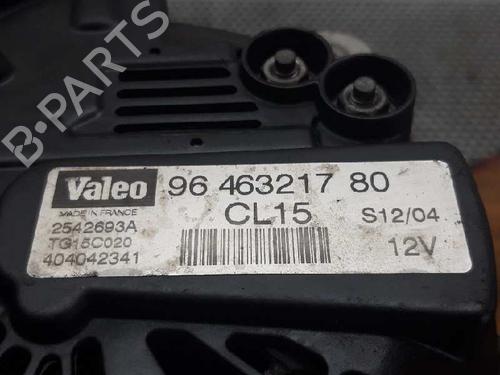 B-PARTS
Valeo
96 463217 80
MADE IN FRANCE
CL15
S12/04
2542693A
TG15C020
12V
404042341